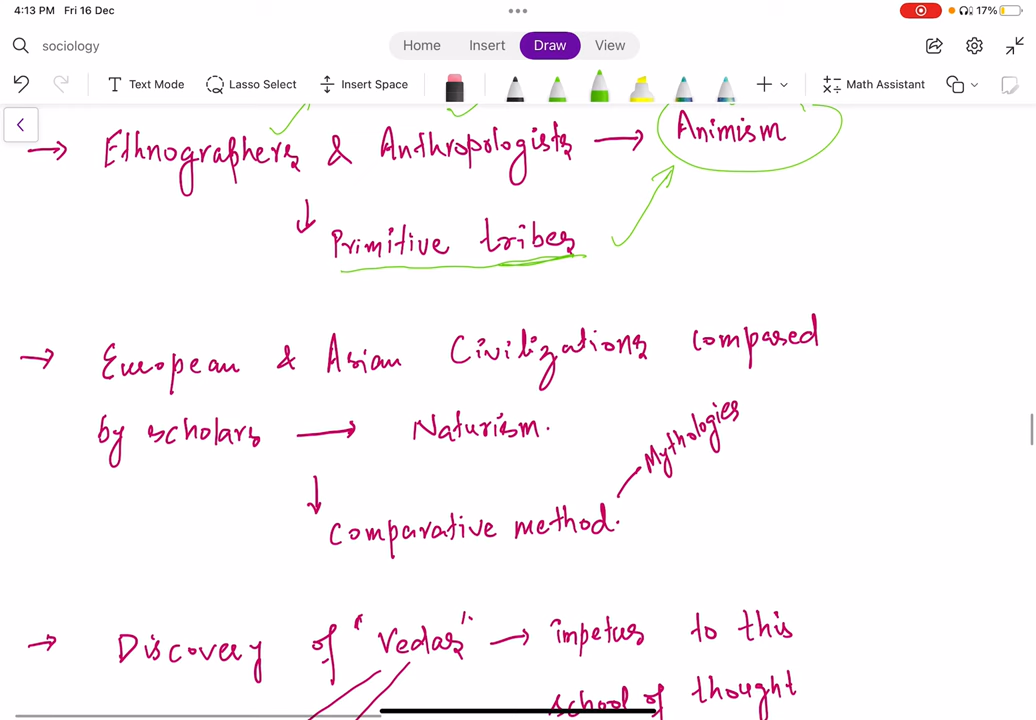 4:13 PM Fri 16 Dec
17%
sociology
Home Insert Draw View
Text Mode Lasso Select Insert Space Math Assistant
→ Ethnographers & Anthropologists → Animism
↓
Primitive tribes
→ European & Asian Civilizations compared
by scholars → Naturism.
Mythologies
↓
Comparative method.
→ Discovery of "Vedas" → impetus to this
school of thought